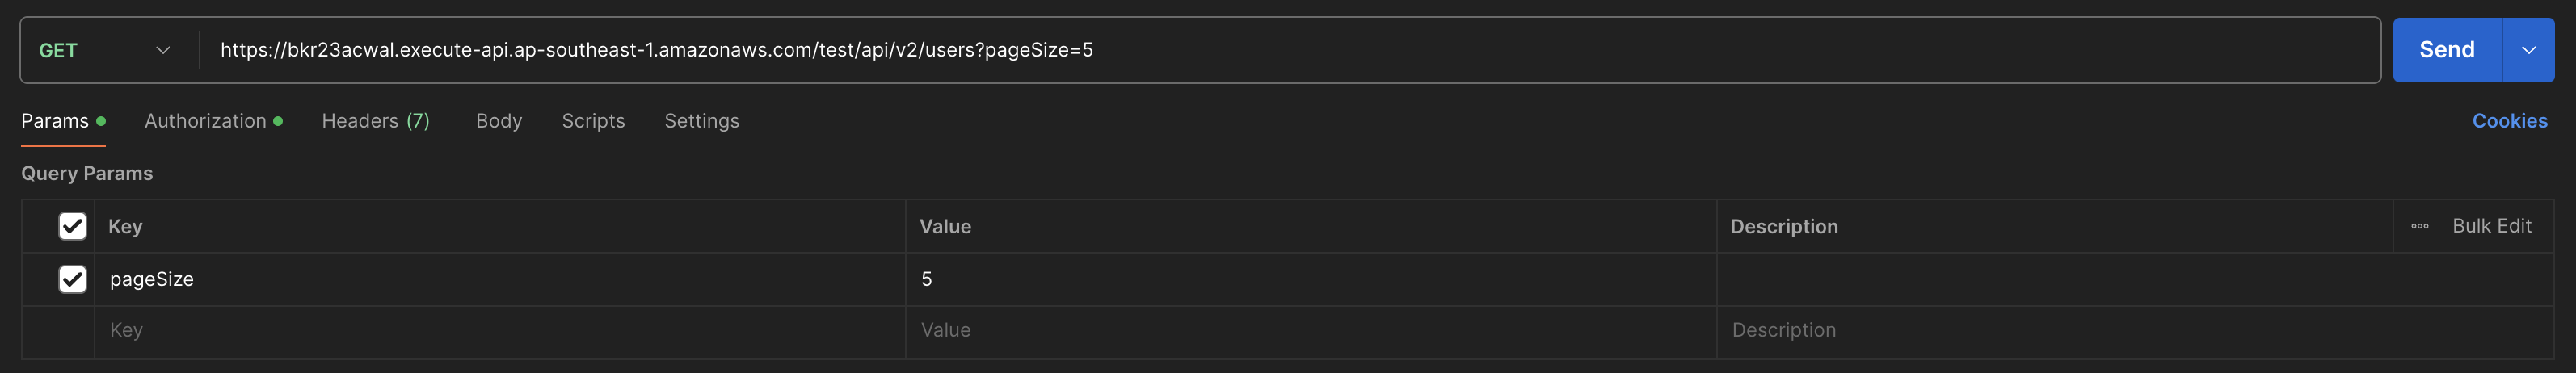 GET https://bkr23acwal.execute-api.ap-southeast-1.amazonaws.com/test/api/v2/users?pageSize=5 Send
Params Authorization Headers (7) Body Scripts Settings Cookies
Query Params
Key Value Description Bulk Edit
pageSize 5
Key Value Description